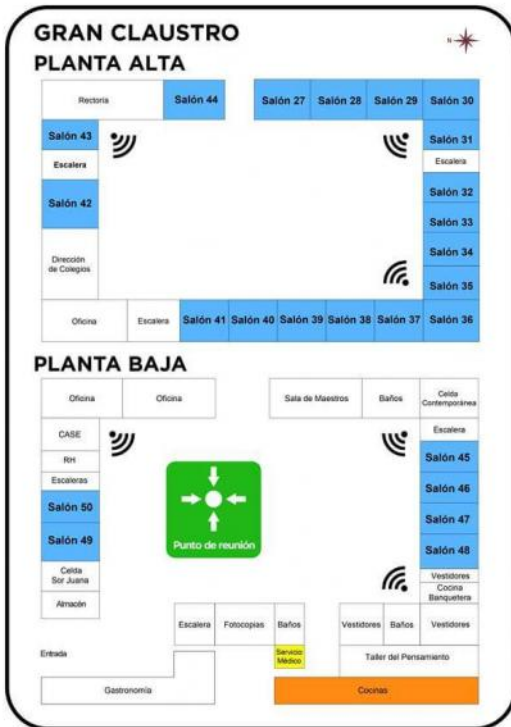 GRAN CLAUSTRO
N
PLANTA ALTA
Rectoría
Salón 44
Salón 27
Salón 28
Salón 29
Salón 30
Salón 43
Salón 31
Escalera
Escalera
Salón 42
Salón 32
Salón 33
Dirección
de Colegios
Salón 34
Salón 35
Oficina
Escalera
Salón 41
Salón 40
Salón 39
Salón 38
Salón 37
Salón 36
PLANTA BAJA
Oficina
Oficina
Sala de Maestros
Baños
Celda
Contemporánea
CASE
Escalera
RH
Salón 45
Escaleras
Salón 46
Salón 50
Salón 47
Salón 49
Punto de reunión
Salón 48
Celda
Sor Juana
Vestidores
Cocina
Banquetera
Almacén
Escalera
Fotocopias
Baños
Vestidores
Baños
Vestidores
Entrada
Servicio
Médico
Taller del Pensamiento
Gastronomía
Cocinas